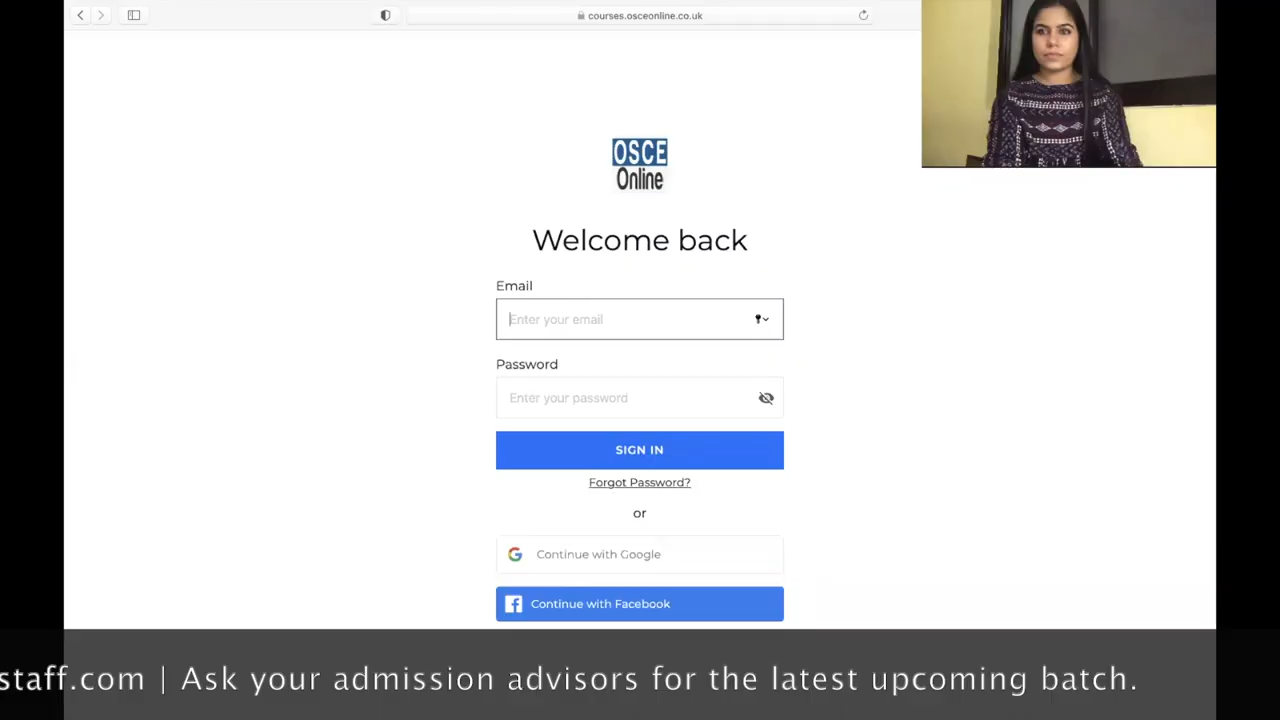 courses.osceonline.co.uk
OSCE
Online
Welcome back
Email
Enter your email
Password
Enter your password
SIGN IN
Forgot Password?
or
Continue with Google
Continue with Facebook
staff.com | Ask your admission advisors for the latest upcoming batch.